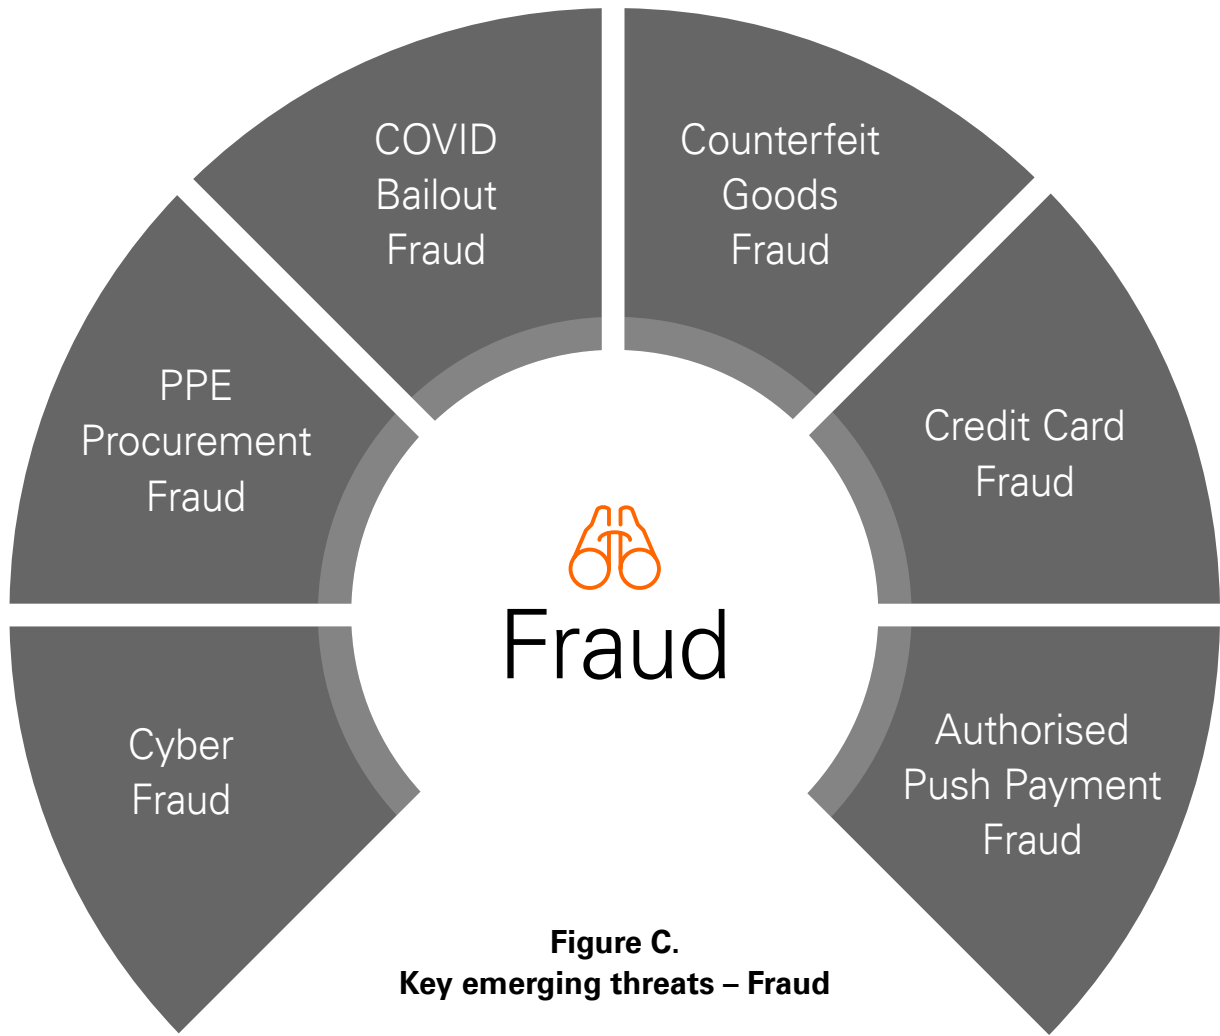 COVID
Bailout
Fraud
Counterfeit
Goods
Fraud
PPE
Procurement
Fraud
Credit Card
Fraud
Fraud
Cyber
Fraud
Authorised
Push Payment
Fraud
Figure C.
Key emerging threats – Fraud